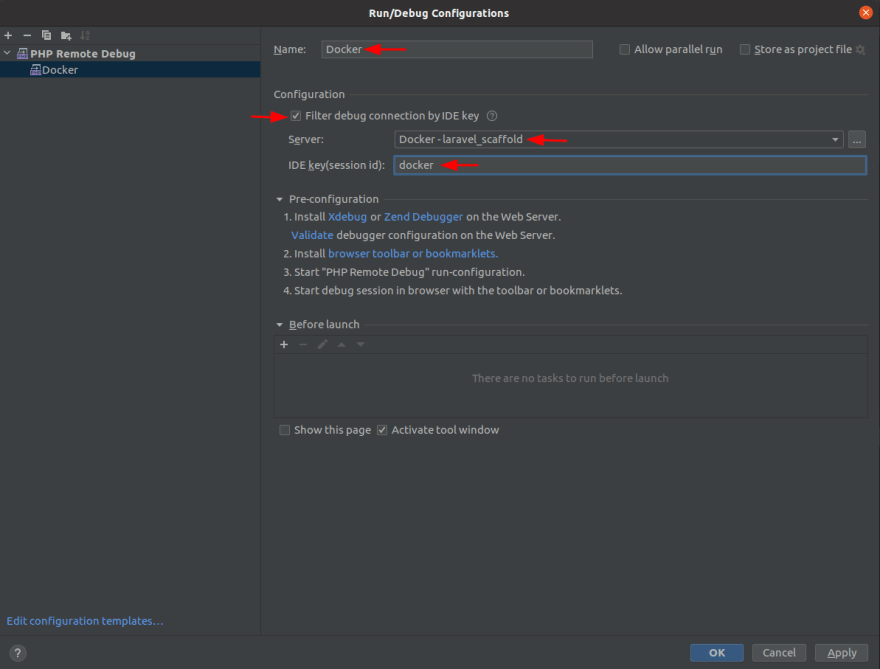 Run/Debug Configurations
PHP Remote Debug
Docker
Name: Docker
Allow parallel run
Store as project file
Configuration
Filter debug connection by IDE key
Server: Docker - laravel_scaffold
...
IDE key(session id): docker
Pre-configuration
1. Install Xdebug or Zend Debugger on the Web Server.
Validate debugger configuration on the Web Server.
2. Install browser toolbar or bookmarklets.
3. Start "PHP Remote Debug" run-configuration.
4. Start debug session in browser with the toolbar or bookmarklets.
Before launch
There are no tasks to run before launch
Show this page
Activate tool window
Edit configuration templates...
?
OK
Cancel
Apply